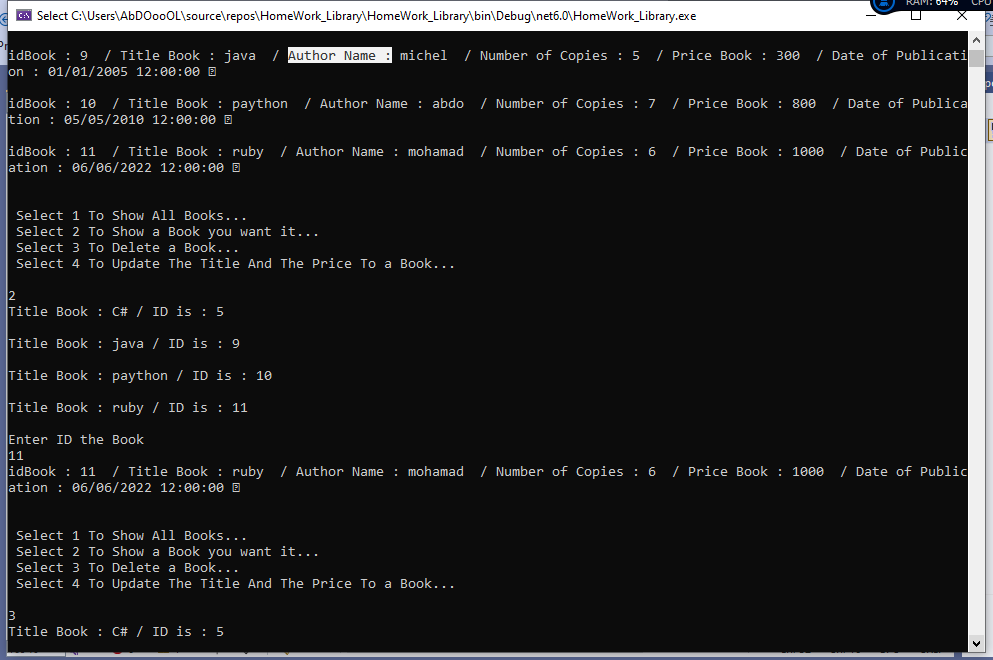 Select C:\Users\AbDOooOL\source\repos\HomeWork_Library\HomeWork_Library\bin\Debug\net6.0\HomeWork_Library.exe
RAM: 64% CPU
idBook : 9  / Title Book : java  / Author Name : michel  / Number of Copies : 5  / Price Book : 300  / Date of Publicati
on : 01/01/2005 12:00:00
idBook : 10  / Title Book : paython  / Author Name : abdo  / Number of Copies : 7  / Price Book : 800  / Date of Publica
tion : 05/05/2010 12:00:00
idBook : 11  / Title Book : ruby  / Author Name : mohamad  / Number of Copies : 6  / Price Book : 1000  / Date of Public
ation : 06/06/2022 12:00:00
Select 1 To Show All Books...
Select 2 To Show a Book you want it...
Select 3 To Delete a Book...
Select 4 To Update The Title And The Price To a Book...
2
Title Book : C# / ID is : 5
Title Book : java / ID is : 9
Title Book : paython / ID is : 10
Title Book : ruby / ID is : 11
Enter ID the Book
11
idBook : 11  / Title Book : ruby  / Author Name : mohamad  / Number of Copies : 6  / Price Book : 1000  / Date of Public
ation : 06/06/2022 12:00:00
Select 1 To Show All Books...
Select 2 To Show a Book you want it...
Select 3 To Delete a Book...
Select 4 To Update The Title And The Price To a Book...
3
Title Book : C# / ID is : 5